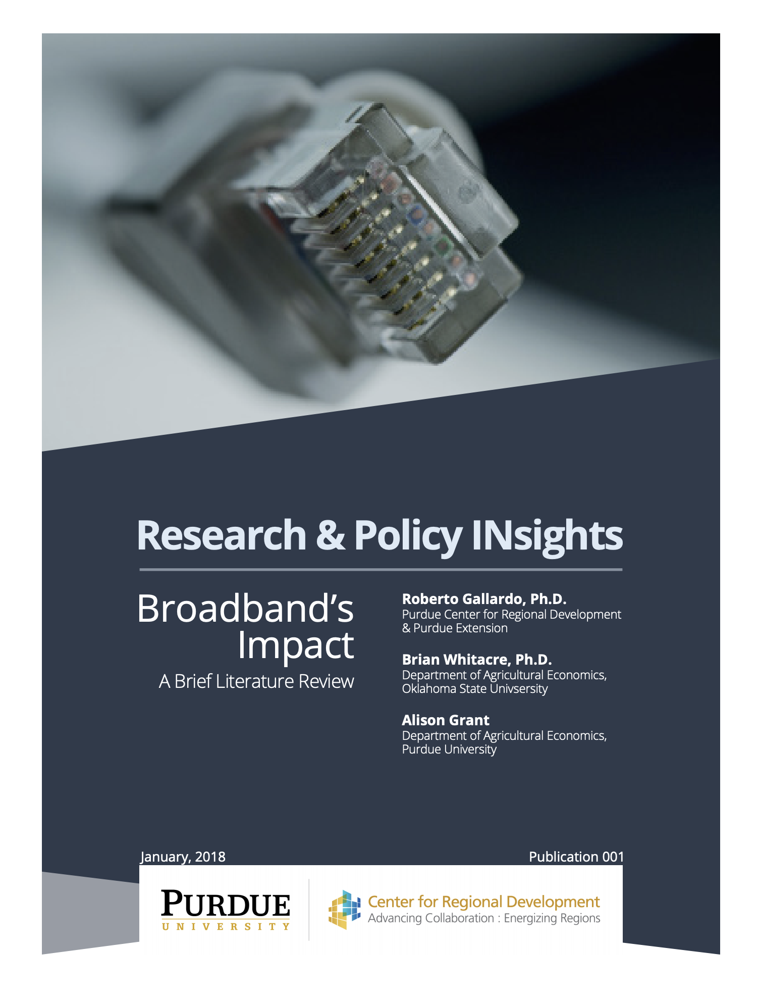 Research & Policy INsights
Broadband’s
Impact
A Brief Literature Review
Roberto Gallardo, Ph.D.
Purdue Center for Regional Development
& Purdue Extension
Brian Whitacre, Ph.D.
Department of Agricultural Economics,
Oklahoma State Univsersity
Alison Grant
Department of Agricultural Economics,
Purdue University
January, 2018
Publication 001
PURDUE
UNIVERSITY
Center for Regional Development
Advancing Collaboration : Energizing Regions